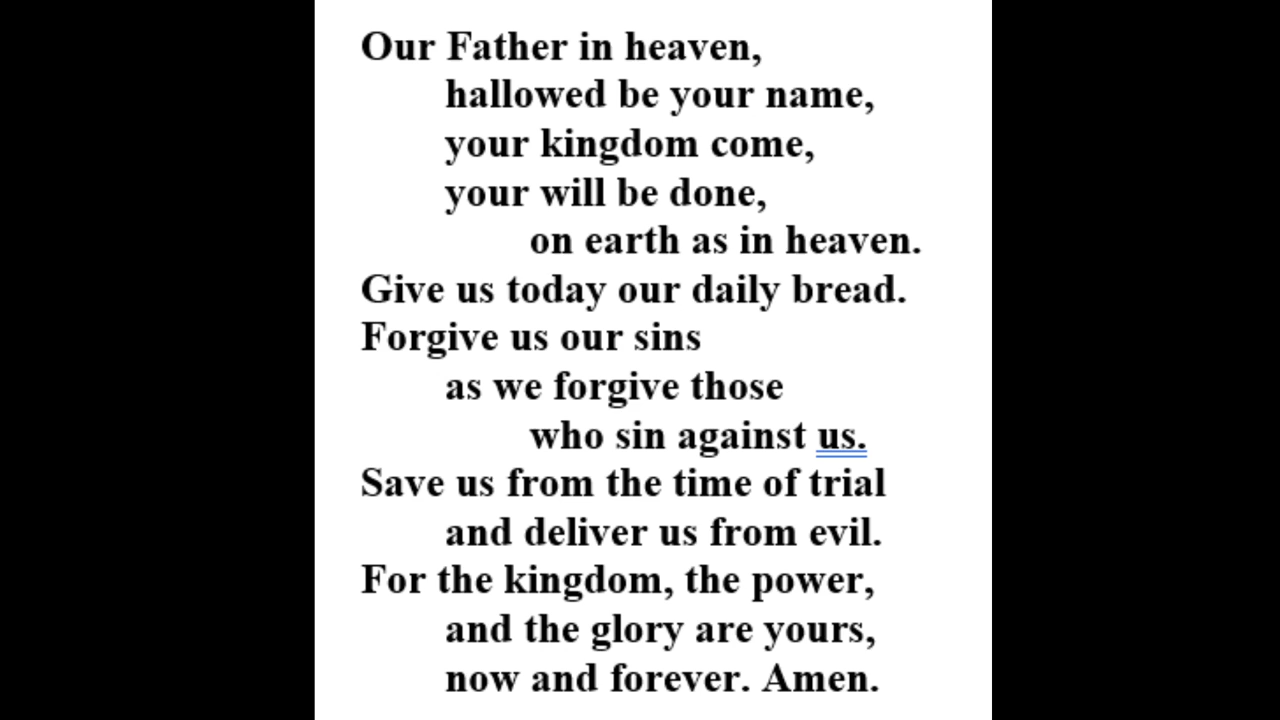 Our Father in heaven,
hallowed be your name,
your kingdom come,
your will be done,
on earth as in heaven.
Give us today our daily bread.
Forgive us our sins
as we forgive those
who sin against us.
Save us from the time of trial
and deliver us from evil.
For the kingdom, the power,
and the glory are yours,
now and forever. Amen.